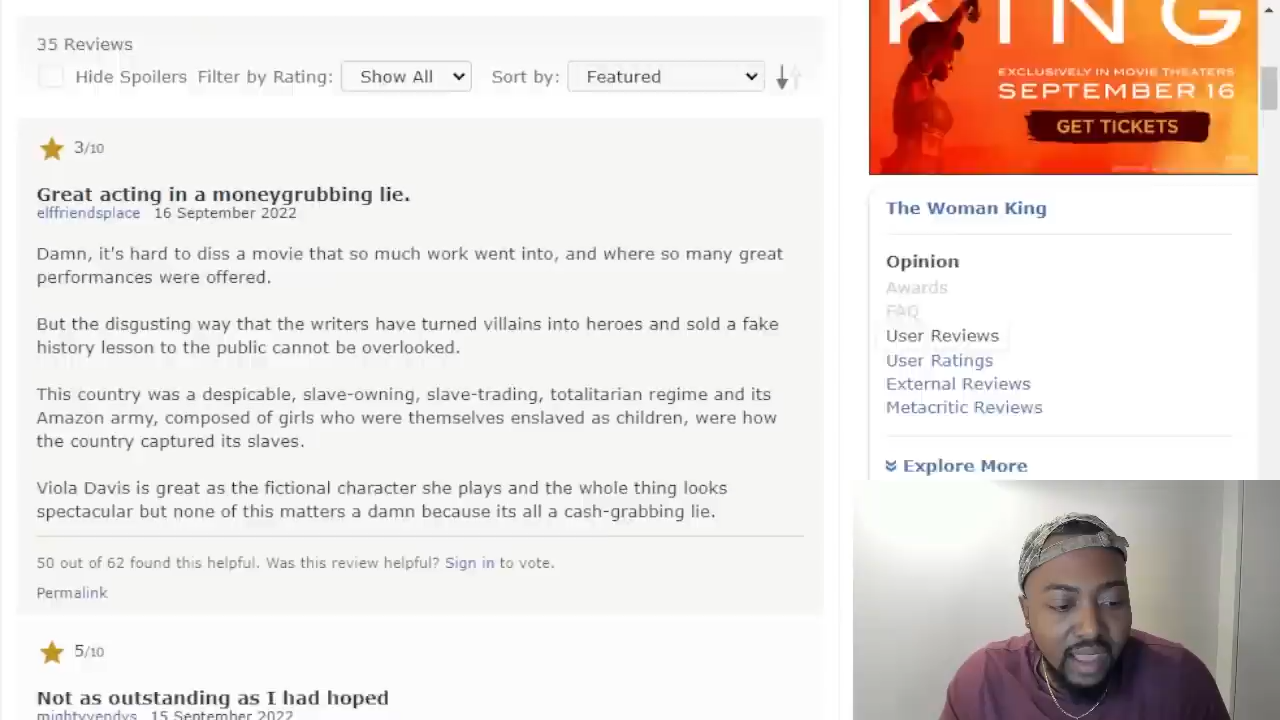 35 Reviews
Hide Spoilers Filter by Rating: Show All Sort by: Featured
3/10
Great acting in a moneygrubbing lie.
elffriendsplace 16 September 2022
Damn, it's hard to diss a movie that so much work went into, and where so many great
performances were offered.
But the disgusting way that the writers have turned villains into heroes and sold a fake
history lesson to the public cannot be overlooked.
This country was a despicable, slave-owning, slave-trading, totalitarian regime and its
Amazon army, composed of girls who were themselves enslaved as children, were how
the country captured its slaves.
Viola Davis is great as the fictional character she plays and the whole thing looks
spectacular but none of this matters a damn because its all a cash-grabbing lie.
50 out of 62 found this helpful. Was this review helpful? Sign in to vote.
Permalink
5/10
Not as outstanding as I had hoped
mightyvendys 15 September 2022
KING
EXCLUSIVELY IN MOVIE THEATERS
SEPTEMBER 16
GET TICKETS
The Woman King
Opinion
Awards
FAQ
User Reviews
User Ratings
External Reviews
Metacritic Reviews
Explore More